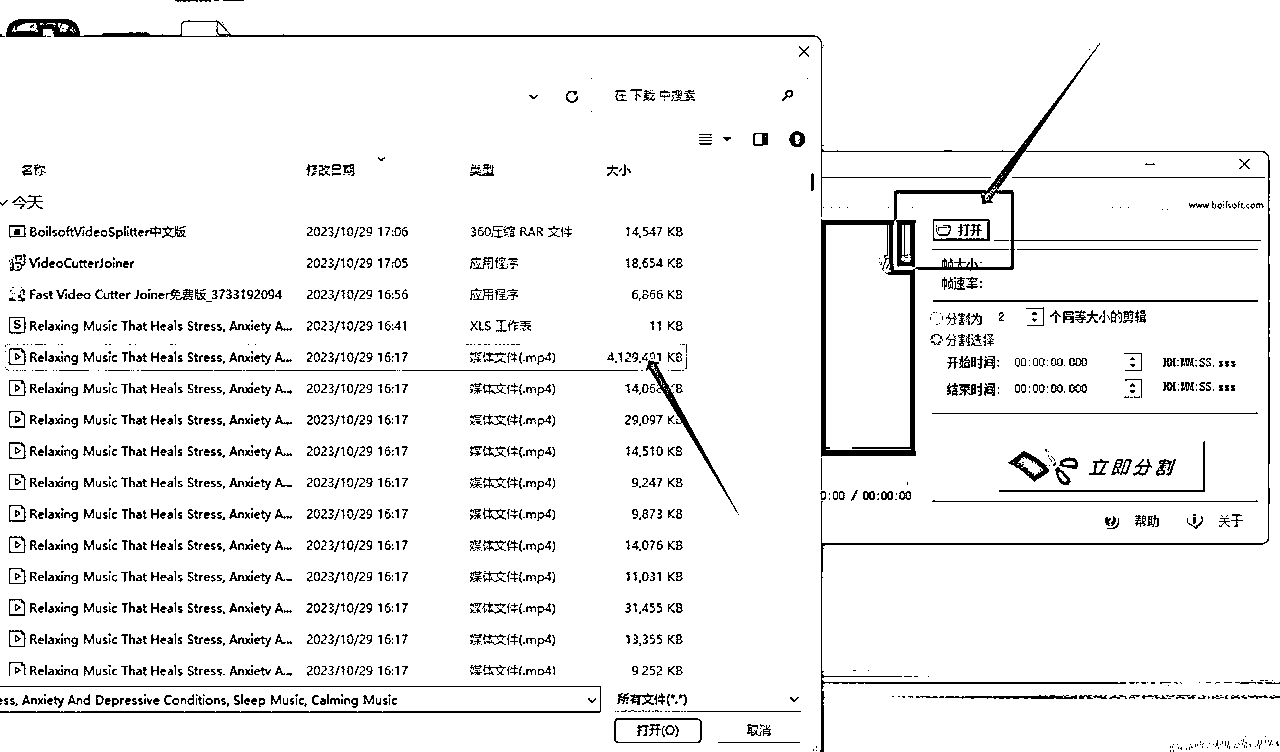 在 下载 中搜索
名称 修改日期 类型 大小
今天
BoilsoftVideoSplitter中文版 2023/10/29 17:06 360压缩 RAR 文件 14,547 KB
VideoCutterJoiner 2023/10/29 17:05 应用程序 18,654 KB
Fast Video Cutter Joiner免费版_3733192094 2023/10/29 16:56 应用程序 6,866 KB
Relaxing Music That Heals Stress, Anxiety A... 2023/10/29 16:41 XLS 工作表 11 KB
Relaxing Music That Heals Stress, Anxiety A... 2023/10/29 16:17 媒体文件(.mp4) 4,129,491 KB
Relaxing Music That Heals Stress, Anxiety A... 2023/10/29 16:17 媒体文件(.mp4) 14,068 KB
Relaxing Music That Heals Stress, Anxiety A... 2023/10/29 16:17 媒体文件(.mp4) 29,097 KB
Relaxing Music That Heals Stress, Anxiety A... 2023/10/29 16:17 媒体文件(.mp4) 14,510 KB
Relaxing Music That Heals Stress, Anxiety A... 2023/10/29 16:17 媒体文件(.mp4) 9,247 KB
Relaxing Music That Heals Stress, Anxiety A... 2023/10/29 16:17 媒体文件(.mp4) 9,873 KB
Relaxing Music That Heals Stress, Anxiety A... 2023/10/29 16:17 媒体文件(.mp4) 14,076 KB
Relaxing Music That Heals Stress, Anxiety A... 2023/10/29 16:17 媒体文件(.mp4) 11,031 KB
Relaxing Music That Heals Stress, Anxiety A... 2023/10/29 16:17 媒体文件(.mp4) 31,455 KB
Relaxing Music That Heals Stress, Anxiety A... 2023/10/29 16:17 媒体文件(.mp4) 13,355 KB
Relaxing Music That Heals Stress, Anxiety A... 2023/10/29 16:17 媒体文件(.mp4) 9,252 KB
ess, Anxiety And Depressive Conditions, Sleep Music, Calming Music 所有文件(*.*)
打开(O) 取消
www.boilsoft.com
打开
帧大小:
帧速率:
分割为 2 个同等大小的剪辑
分割选择
开始时间: 00:00:00.000 HH:MM:SS.sss
结束时间: 00:00:00.000 HH:MM:SS.sss
立即分割
0:00 / 00:00:00
帮助 关于